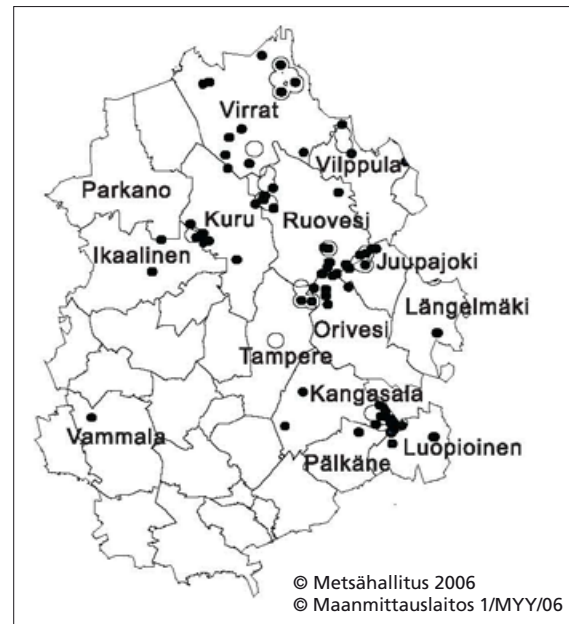 Virrat
Vilppula
Parkano
Kuru
Ruovesi
Ikaalinen
Juupajoki
Längelmäki
Orivesi
Tampere
Kangasala
Vammala
Luopioinen
Pälkäne
© Metsähallitus 2006
© Maanmittauslaitos 1/MYY/06